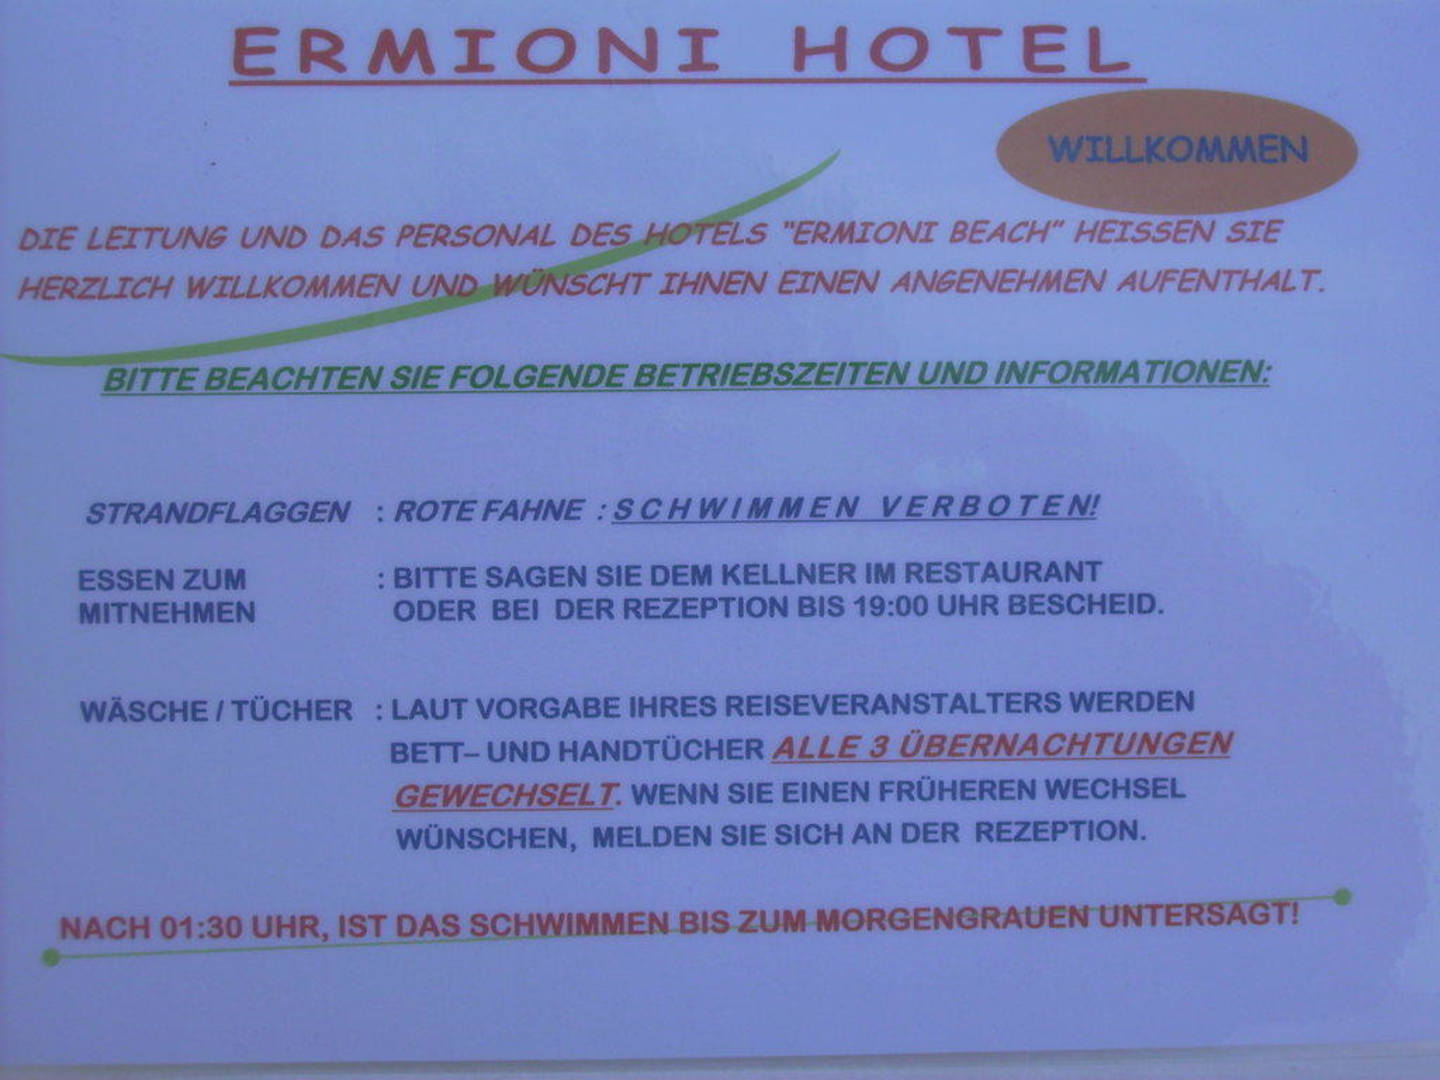 ERMIONI HOTEL
WILLKOMMEN
DIE LEITUNG UND DAS PERSONAL DES HOTELS "ERMIONI BEACH" HEISSEN SIE
HERZLICH WILLKOMMEN UND WÜNSCHT IHNEN EINEN ANGENEHMEN AUFENTHALT.
BITTE BEACHTEN SIE FOLGENDE BETRIEBSZEITEN UND INFORMATIONEN:
STRANDFLAGGEN : ROTE FAHNE : SCHWIMMEN VERBOTEN!
ESSEN ZUM : BITTE SAGEN SIE DEM KELLNER IM RESTAURANT
MITNEHMEN ODER BEI DER REZEPTION BIS 19:00 UHR BESCHEID.
WÄSCHE / TÜCHER : LAUT VORGABE IHRES REISEVERANSTALTERS WERDEN
BETT– UND HANDTÜCHER ALLE 3 ÜBERNACHTUNGEN
GEWECHSELT. WENN SIE EINEN FRÜHEREN WECHSEL
WÜNSCHEN, MELDEN SIE SICH AN DER REZEPTION.
NACH 01:30 UHR, IST DAS SCHWIMMEN BIS ZUM MORGENGRAUEN UNTERSAGT!